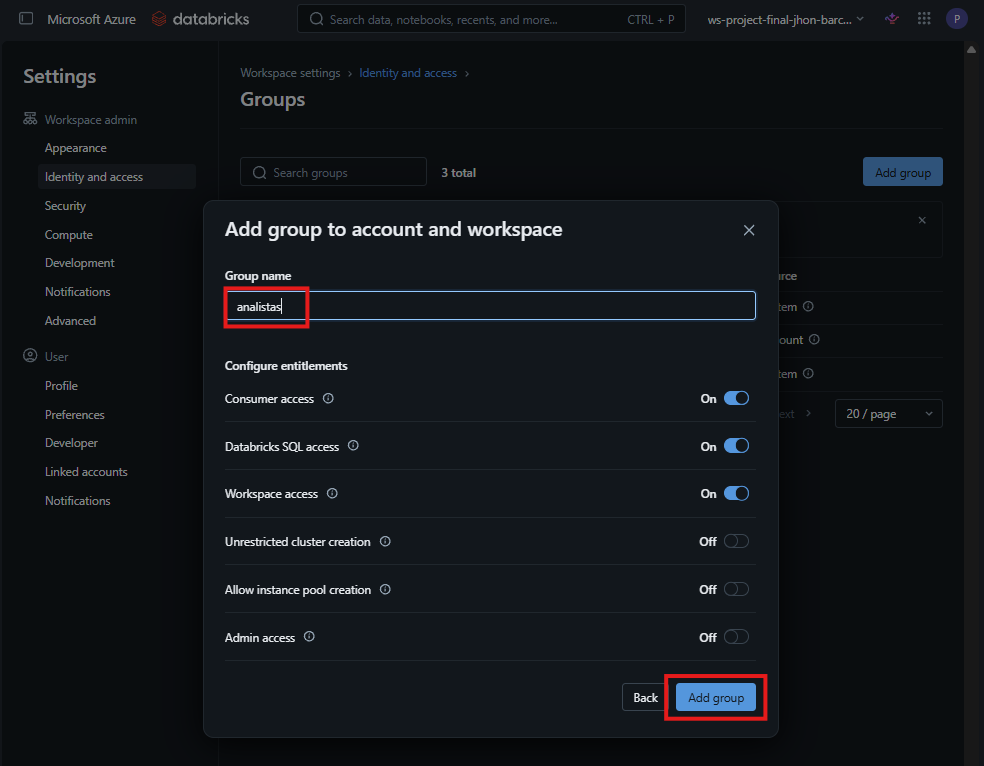 Microsoft Azure databricks Search data, notebooks, recents, and more... CTRL + P ws-project-final-jhon-barc... P
Settings
Workspace admin
Appearance
Identity and access
Security
Compute
Development
Notifications
Advanced
User
Profile
Preferences
Developer
Linked accounts
Notifications
Workspace settings › Identity and access ›
Groups
Search groups 3 total Add group
Add group to account and workspace
Group name
analistas
Configure entitlements
Consumer access On
Databricks SQL access On
Workspace access On
Unrestricted cluster creation Off
Allow instance pool creation Off
Admin access Off
Back Add group
20 / page